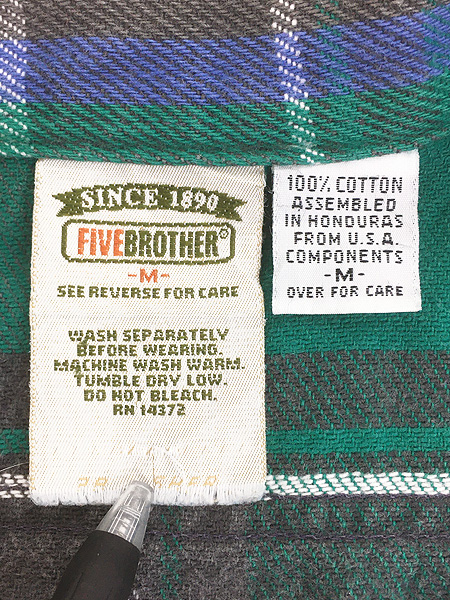 SINCE 1890
FIVEBROTHER®
-M-
SEE REVERSE FOR CARE
WASH SEPARATELY
BEFORE WEARING.
MACHINE WASH WARM.
TUMBLE DRY LOW.
DO NOT BLEACH.
RN 14372
100% COTTON
ASSEMBLED
IN HONDURAS
FROM U.S.A.
COMPONENTS
-M-
OVER FOR CARE